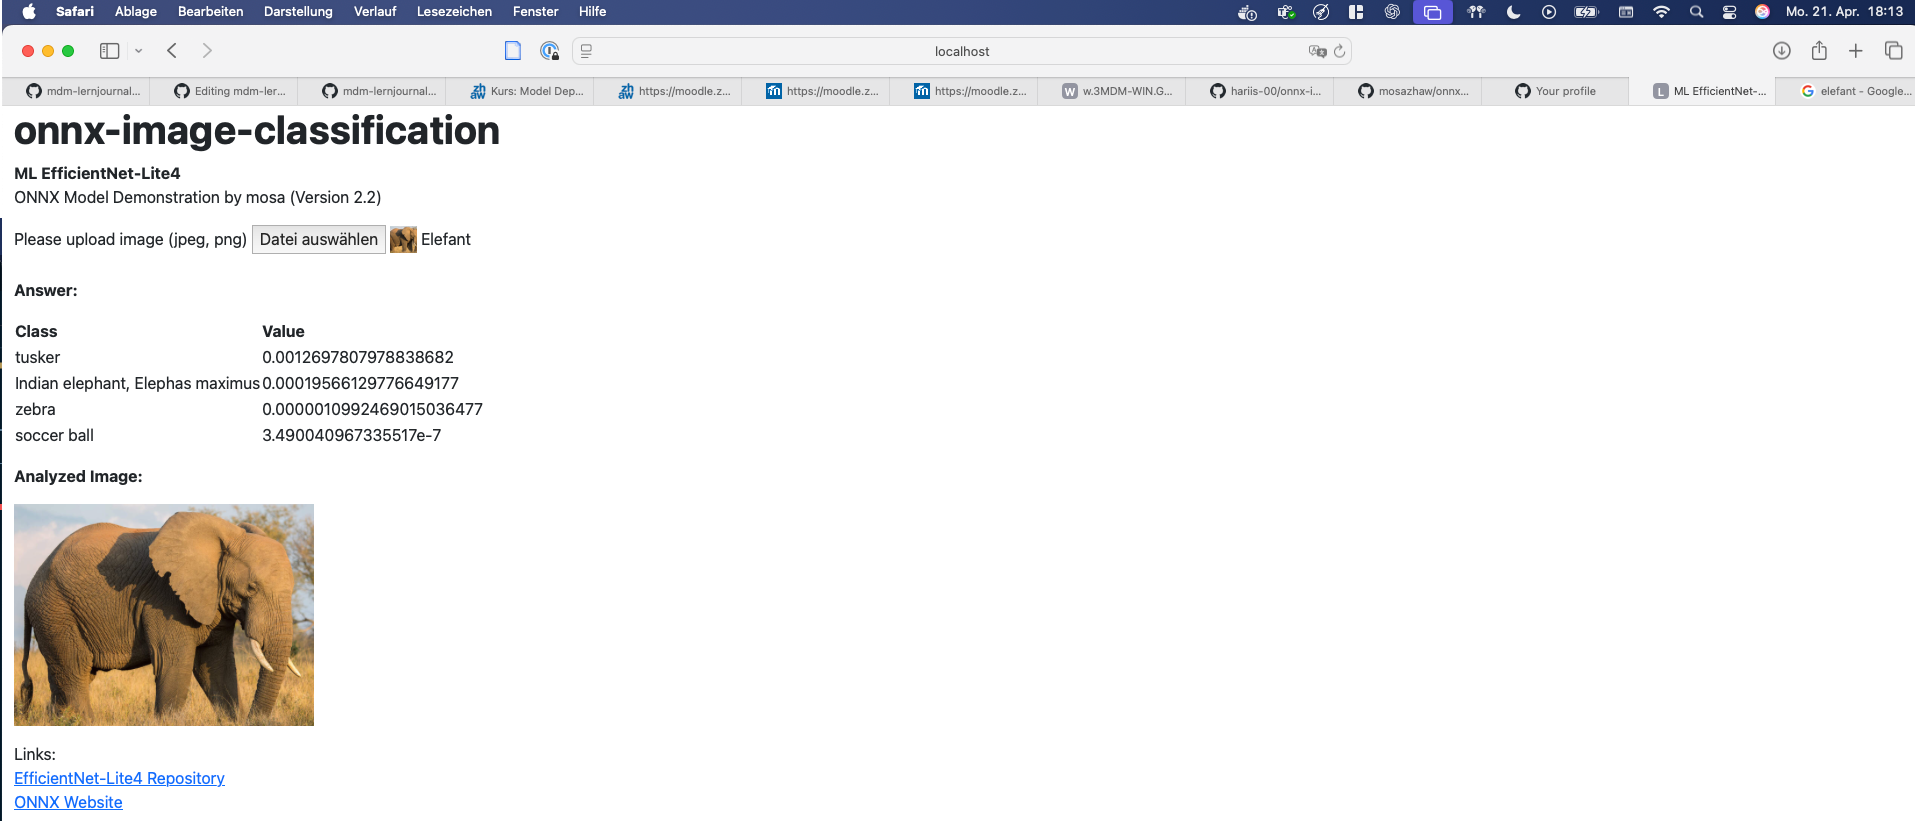 Safari Ablage Bearbeiten Darstellung Verlauf Lesezeichen Fenster Hilfe Mo. 21. Apr. 18:13
localhost
mdm-lernjournal... Editing mdm-ler... mdm-lernjournal... Kurs: Model Dep... https://moodle.z... https://moodle.z... https://moodle.z... w.3MDM-WIN.G... hariis-00/onnx-i... mosazhaw/onnx... Your profile ML EfficientNet-... elefant - Google...
onnx-image-classification
ML EfficientNet-Lite4
ONNX Model Demonstration by mosa (Version 2.2)
Please upload image (jpeg, png) Datei auswählen Elefant
Answer:
Class Value
tusker 0.0012697807978838682
Indian elephant, Elephas maximus 0.00019566129776649177
zebra 0.0000010992469015036477
soccer ball 3.490040967335517e-7
Analyzed Image:
Links:
EfficientNet-Lite4 Repository
ONNX Website